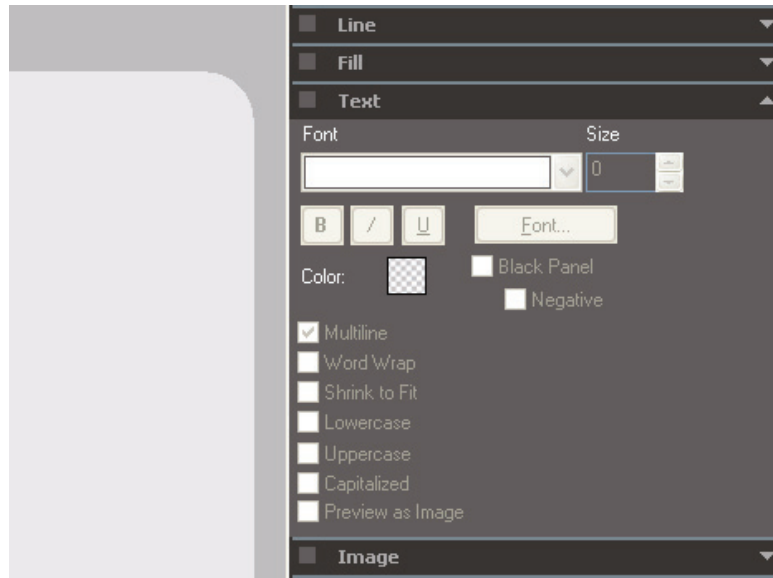 Line
Fill
Text
Font Size
0
B / U Font...
Color: Black Panel
Negative
Multiline
Word Wrap
Shrink to Fit
Lowercase
Uppercase
Capitalized
Preview as Image
Image